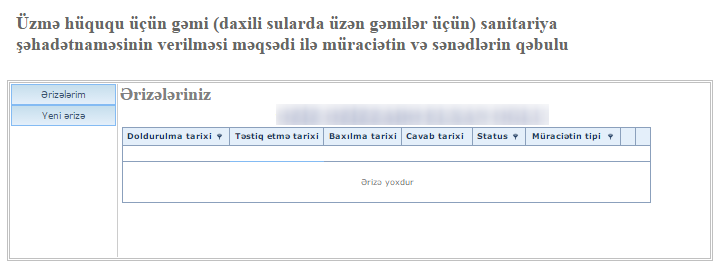 Üzmə hüququ üçün gəmi (daxili sularda üzən gəmilər üçün) sanitariya
şəhadətnaməsinin verilməsi məqsədi ilə müraciətin və sənədlərin qəbulu
Ərizələrim
Yeni ərizə
Ərizələriniz
Doldurulma tarixi Təstiq etmə tarixi Baxılma tarixi Cavab tarixi Status Müraciətin tipi
Ərizə yoxdur